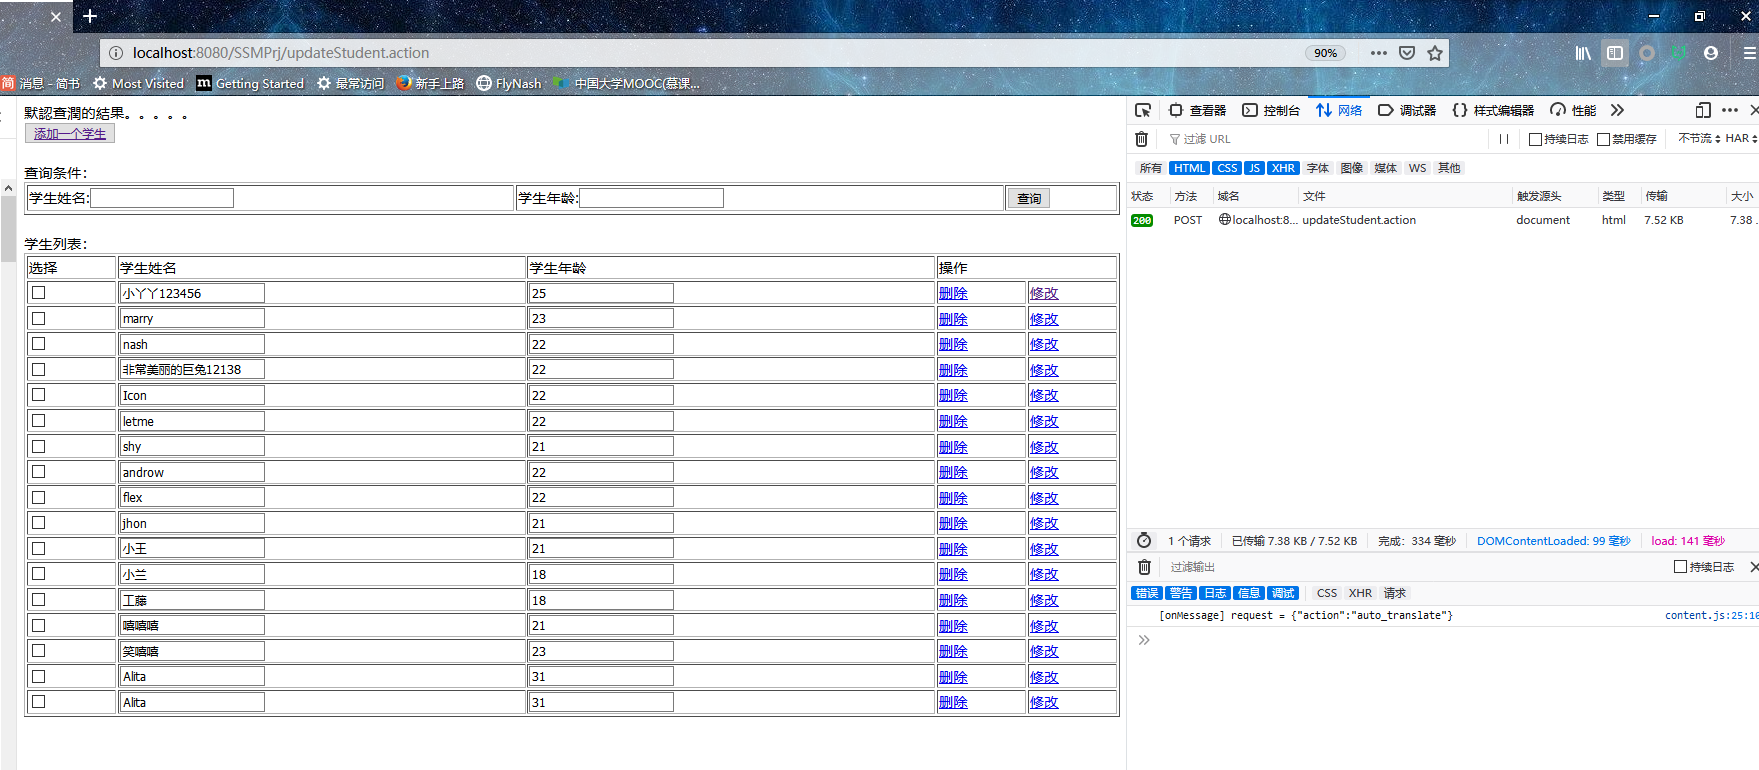 localhost:8080/SSMPrj/updateStudent.action 90%
简 消息 - 简书 Most Visited m Getting Started 最常访问 新手上路 FlyNash 中国大学MOOC(慕课...
默認查潤的結果。。。。。
添加一个学生
查询条件：
学生姓名: 学生年龄: 查询
学生列表：
选择 学生姓名 学生年龄 操作
小丫丫123456 25 删除 修改
marry 23 删除 修改
nash 22 删除 修改
非常美丽的巨兔12138 22 删除 修改
Icon 22 删除 修改
letme 22 删除 修改
shy 21 删除 修改
androw 22 删除 修改
flex 22 删除 修改
jhon 21 删除 修改
小王 21 删除 修改
小兰 18 删除 修改
工藤 18 删除 修改
嘻嘻嘻 21 删除 修改
笑嘻嘻 23 删除 修改
Alita 31 删除 修改
Alita 31 删除 修改
查看器 控制台 网络 调试器 {} 样式编辑器 性能
过滤 URL 持续日志 禁用缓存 不节流 HAR
所有 HTML CSS JS XHR 字体 图像 媒体 WS 其他
状态 方法 域名 文件 触发源头 类型 传输 大小
200 POST localhost:8... updateStudent.action document html 7.52 KB 7.38
1 个请求 已传输 7.38 KB / 7.52 KB 完成：334 毫秒 DOMContentLoaded: 99 毫秒 load: 141 毫秒
过滤输出 持续日志
错误 警告 日志 信息 调试 CSS XHR 请求
[onMessage] request = {"action":"auto_translate"} content.js:25:16